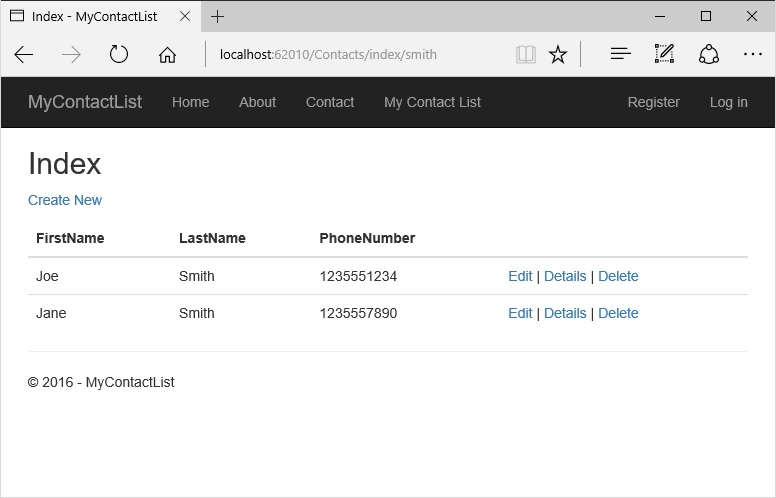 Index - MyContactList
localhost:62010/Contacts/index/smith
MyContactList Home About Contact My Contact List Register Log in
Index
Create New
FirstName LastName PhoneNumber
Joe Smith 1235551234 Edit | Details | Delete
Jane Smith 1235557890 Edit | Details | Delete
© 2016 - MyContactList